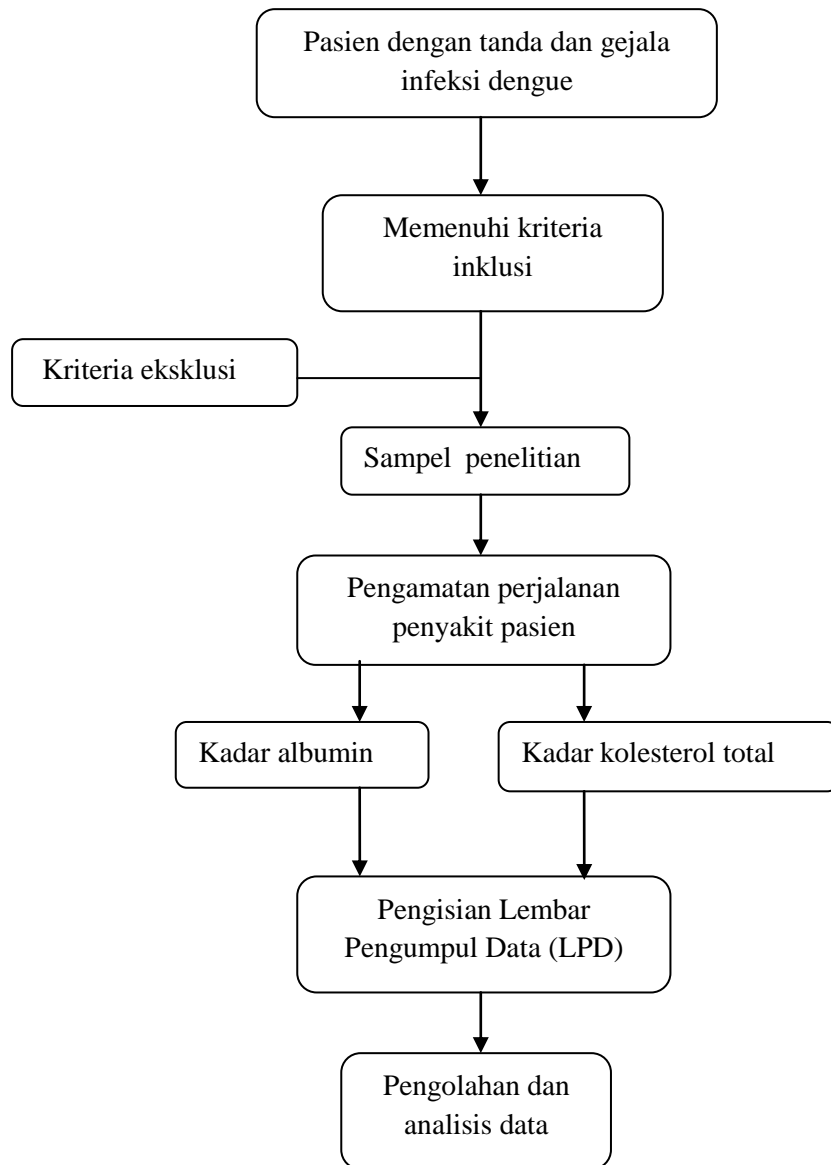 Pasien dengan tanda dan gejala
infeksi dengue
Memenuhi kriteria
inklusi
Kriteria eksklusi
Sampel  penelitian
Pengamatan perjalanan
penyakit pasien
Kadar albumin
Kadar kolesterol total
Pengisian Lembar
Pengumpul Data (LPD)
Pengolahan dan
analisis data